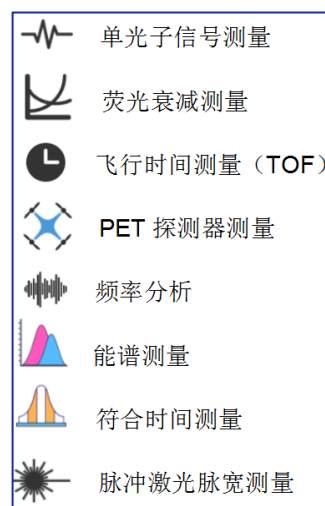 单光子信号测量
荧光衰减测量
飞行时间测量（TOF）
PET 探测器测量
频率分析
能谱测量
符合时间测量
脉冲激光脉宽测量